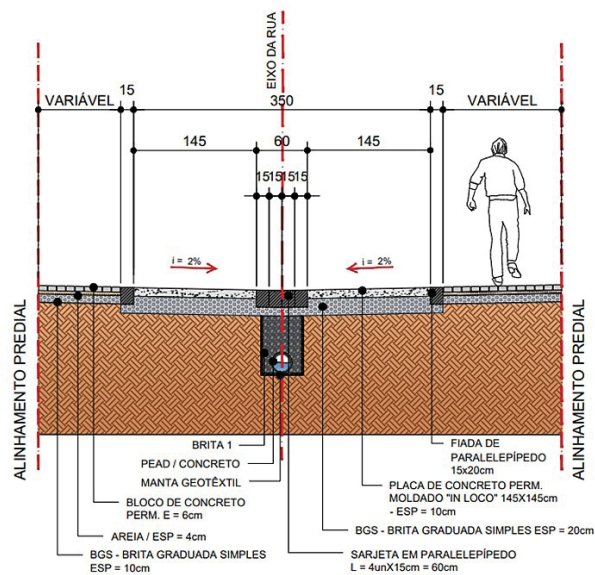 EIXO DA RUA
VARIÁVEL
15
350
15
VARIÁVEL
145
60
145
15
15
15
15
i = 2%
i = 2%
ALINHAMENTO PREDIAL
ALINHAMENTO PREDIAL
BRITA 1
PEAD / CONCRETO
MANTA GEOTÊXTIL
BLOCO DE CONCRETO
PERM. E = 6cm
AREIA / ESP = 4cm
BGS - BRITA GRADUADA SIMPLES
ESP = 10cm
FIADA DE
PARALELEPÍPEDO
15x20cm
PLACA DE CONCRETO PERM.
MOLDADO "IN LOCO" 145X145cm
- ESP = 10cm
BGS - BRITA GRADUADA SIMPLES ESP = 20cm
SARJETA EM PARALELEPÍPEDO
L = 4unX15cm = 60cm